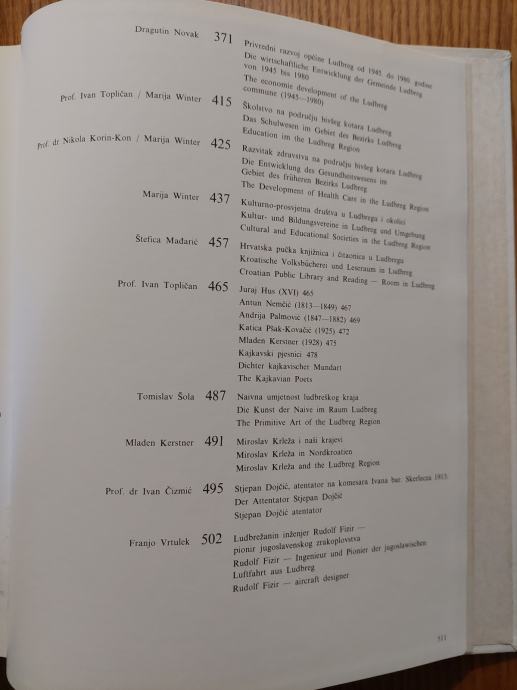 Dragutin Novak 371 Privredni razvoj općine Ludbreg od 1945 do 1980 godine
Die wirtschaftliche Entwicklung der Gemeinde Ludbreg
von 1945 bis 1980
The economie development of the Ludbreg
commune (1945—1980)
Prof. Ivan Topličan / Marija Winter 415 Školstvo na području bivšeg kotara Ludbreg
Das Schulwesen im Gebiet des Bezirks Ludbreg
Education im the Ludbreg Region
Prof. dr Nikola Korin-Kon / Marija Winter 425 Razvitak zdravstva na području bivšeg kotara Ludbreg
Die Entwicklung des Gesundheitswesens im
Gebiet des früheren Bezirks Ludbreg
The Development of Health Care in the Ludbreg Region
Marija Winter 437 Kulturno-prosvjetna društva u Ludbregu i okolici
Kultur- und Bildungsvereine in Ludbreg und Umgebung
Cultural and Educational Societies in the Ludbreg Region
Štefica Madarić 457 Hrvatska pučka knjižnica i čitaonica u Ludbregu
Kroatische Volksbücherei und Leseraum in Ludbreg
Croatian Public Library and Reading — Room in Ludbreg
Prof. Ivan Topličan 465 Juraj Hus (XVI) 465
Antun Nemčić (1813—1849) 467
Andrija Palmović (1847—1882) 469
Katica Plak-Kovačić (1925) 472
Mladen Kerstner (1928) 475
Kajkavski pjesnici 478
Dichter kajkavischer Mundart
The Kajkavian Poets
Tomislav Šola 487 Naivna umjetnost ludbreškog kraja
Die Kunst der Naive im Raum Ludbreg
The Primitive Art of the Ludbreg Region
Mladen Kerstner 491 Miroslav Krleža i naši krajevi
Miroslav Krleža in Nordkroatien
Miroslav Krleža and the Ludbreg Region
Prof. dr Ivan Čizmić 495 Stjepan Dojčić, atentator na komesara Ivana bar. Skerlecza 1913.
Der Attentator Stjepan Dojčić
Stjepan Dojčić atentator
Franjo Vrtulek 502 Ludbrežanin inženjer Rudolf Fizir —
pionir jugoslavenskog zrakoplovstva
Rudolf Fizir — Ingenieur und Pionier der jugoslawischen
Luftfahrt aus Ludbreg
Rudolf Fizir — aircraft designer
511